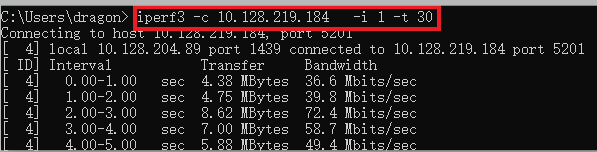 C:\Users\dragon> iperf3 -c 10.128.219.184   -i 1 -t 30
Connecting to host 10.128.219.184, port 5201
[  4] local 10.128.204.89 port 1439 connected to 10.128.219.184 port 5201
[ ID] Interval           Transfer     Bandwidth
[  4]   0.00-1.00   sec  4.38 MBytes  36.6 Mbits/sec
[  4]   1.00-2.00   sec  4.75 MBytes  39.8 Mbits/sec
[  4]   2.00-3.00   sec  8.62 MBytes  72.4 Mbits/sec
[  4]   3.00-4.00   sec  7.00 MBytes  58.7 Mbits/sec
[  4]   4.00-5.00   sec  5.88 MBytes  49.4 Mbits/sec